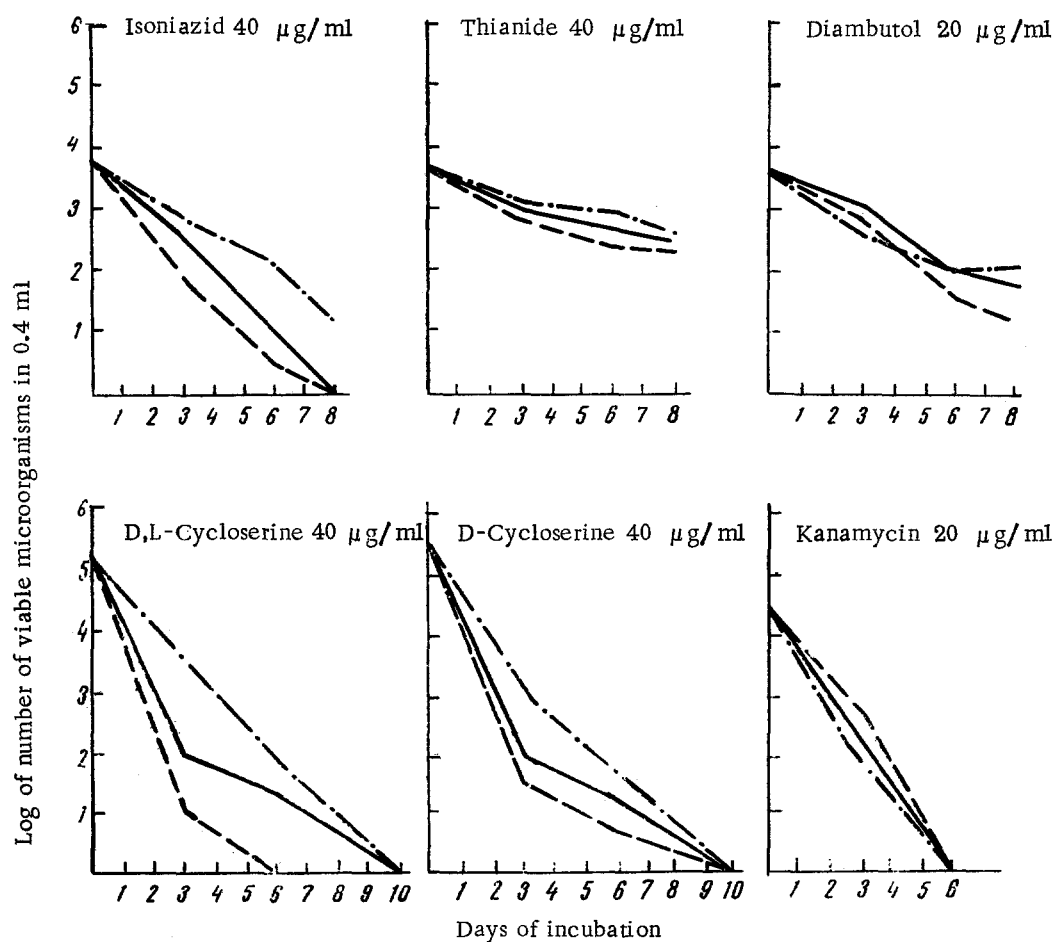 Isoniazid 40 μg/ml
Thianide 40 μg/ml
Diambutol 20 μg/ml
6
5
4
3
2
1
1 2 3 4 5 6 7 8
1 2 3 4 5 6 7 8
1 2 3 4 5 6 7 8
Log of number of viable microorganisms in 0.4 ml
D,L-Cycloserine 40 μg/ml
D-Cycloserine 40 μg/ml
Kanamycin 20 μg/ml
6
5
4
3
2
1
1 2 3 4 5 6 7 8 9 10
1 2 3 4 5 6 7 8 9 10
1 2 3 4 5 6
Days of incubation